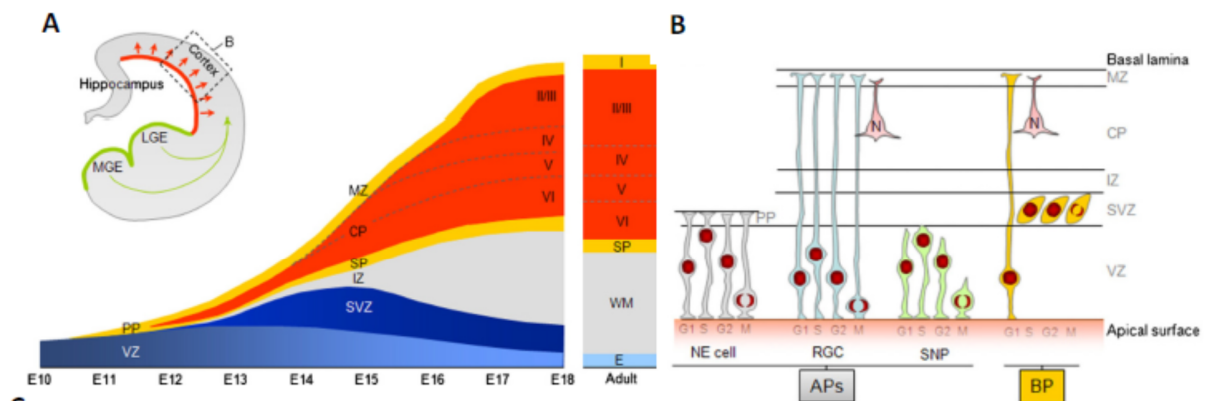 A
B
Cortex
Hippocampus
LGE
MGE
I
II/III
IV
V
VI
MZ
CP
SP
IZ
SVZ
PP
VZ
E10 E11 E12 E13 E14 E15 E16 E17 E18
I
II/III
IV
V
VI
SP
WM
E
Adult
B
Basal lamina
MZ
N N
CP
IZ
SVZ
PP
VZ
Apical surface
G1 S G2 M G1 S G2 M G1 S G2 M G1 S G2 M
NE cell RGC SNP
APs BP